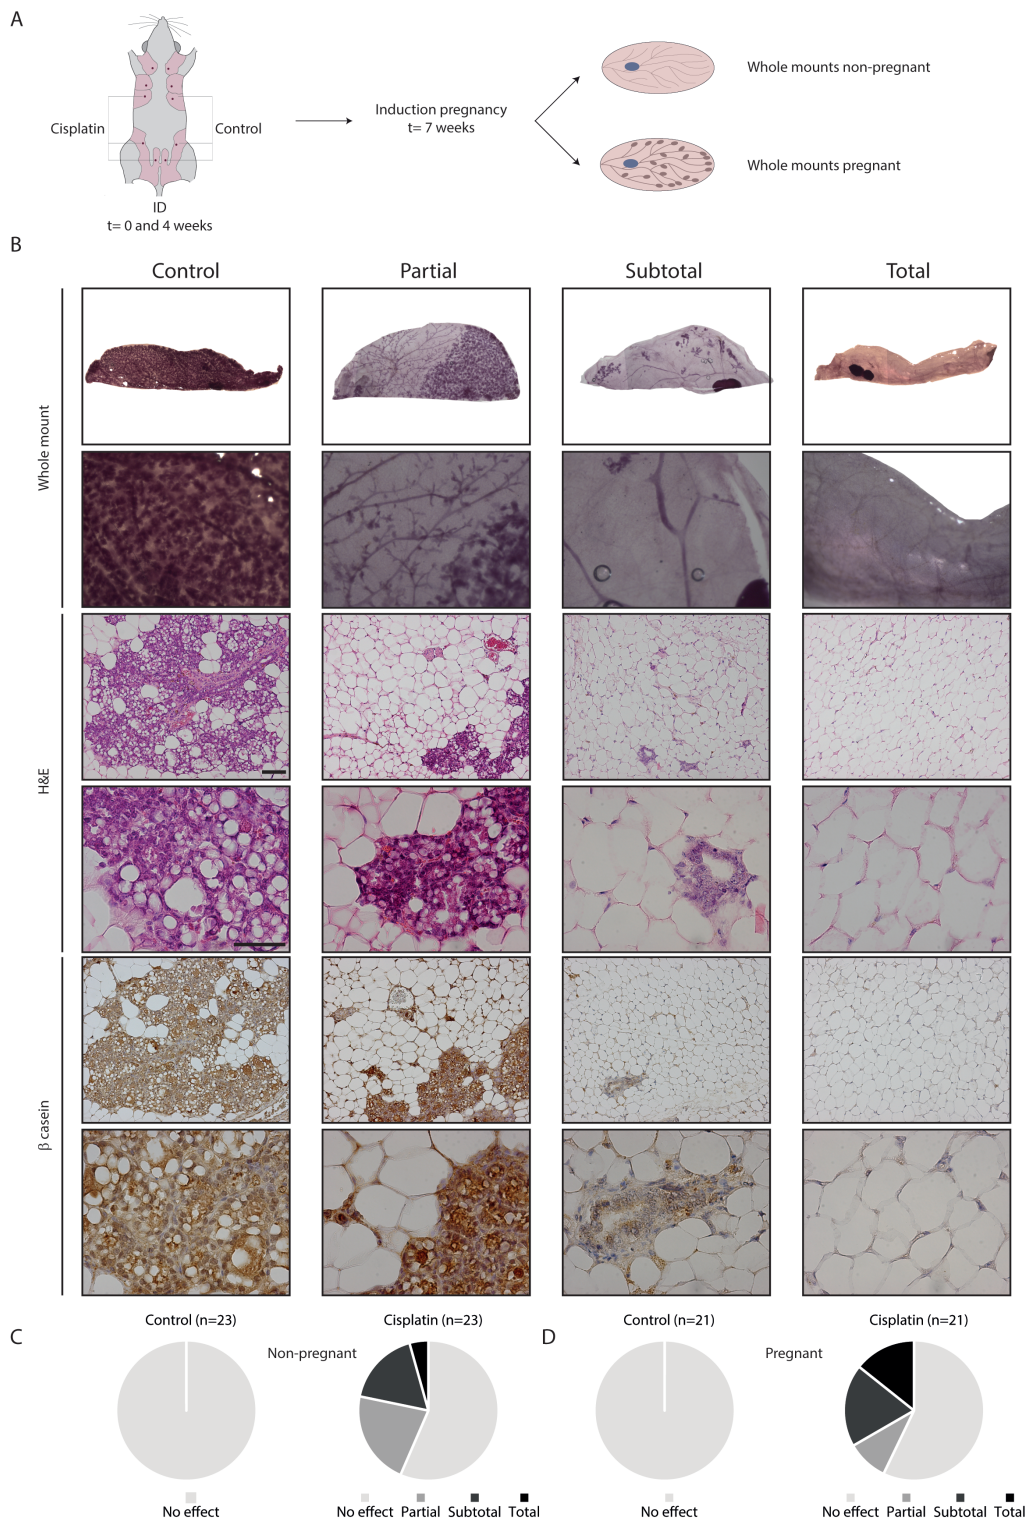 A
Cisplatin
Control
ID
t= 0 and 4 weeks
Induction pregnancy
t= 7 weeks
Whole mounts non-pregnant
Whole mounts pregnant
B
Control
Partial
Subtotal
Total
Whole mount
H&E
β casein
C
Control (n=23)
Non-pregnant
Cisplatin (n=23)
No effect
No effect
Partial
Subtotal
Total
D
Control (n=21)
Pregnant
Cisplatin (n=21)
No effect
No effect
Partial
Subtotal
Total